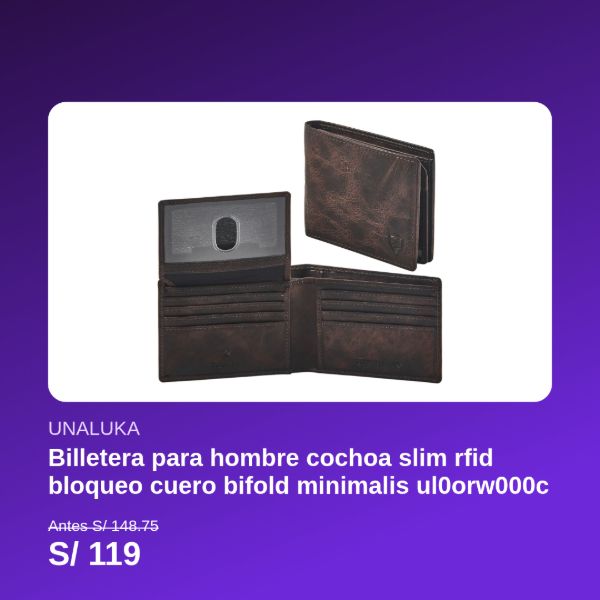 UNALUKA
Billetera para hombre cochoa slim rfid
bloqueo cuero bifold minimalis ul0orw000c
Antes S/ 148.75
S/ 119